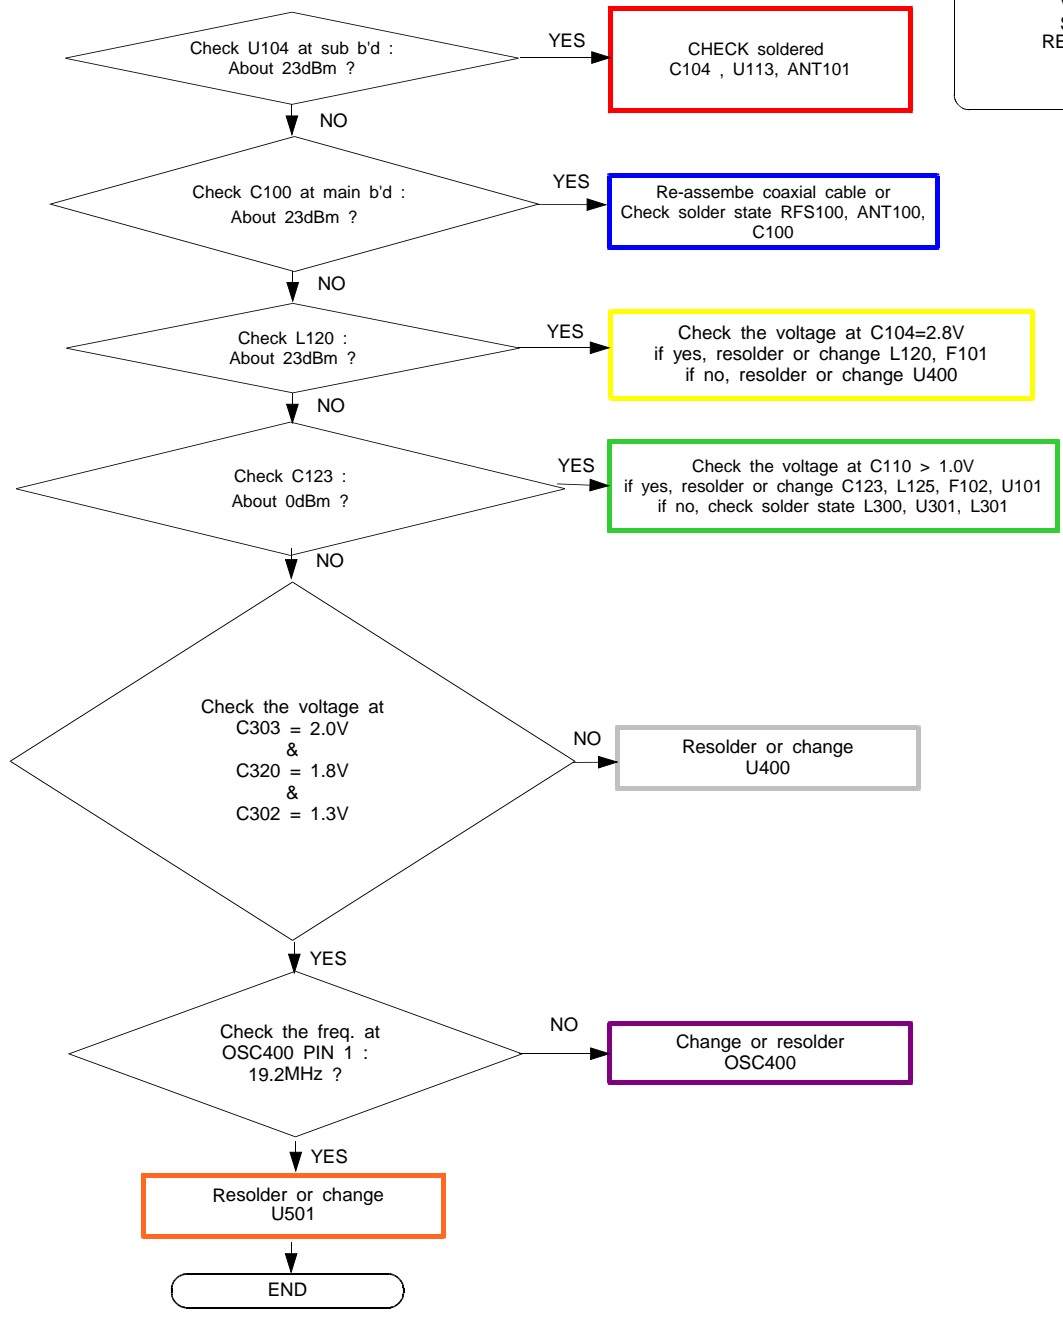 Check U104 at sub b'd :
About 23dBm ?
YES
CHECK soldered
C104 , U113, ANT101
RE
NO
Check C100 at main b'd :
About 23dBm ?
YES
Re-assembe coaxial cable or
Check solder state RFS100, ANT100,
C100
NO
Check L120 :
About 23dBm ?
YES
Check the voltage at C104=2.8V
if yes, resolder or change L120, F101
if no, resolder or change U400
NO
Check C123 :
About 0dBm ?
YES
Check the voltage at C110 > 1.0V
if yes, resolder or change C123, L125, F102, U101
if no, check solder state L300, U301, L301
NO
Check the voltage at
C303 = 2.0V
&
C320 = 1.8V
&
C302 = 1.3V
NO
Resolder or change
U400
YES
Check the freq. at
OSC400 PIN 1 :
19.2MHz ?
NO
Change or resolder
OSC400
YES
Resolder or change
U501
END